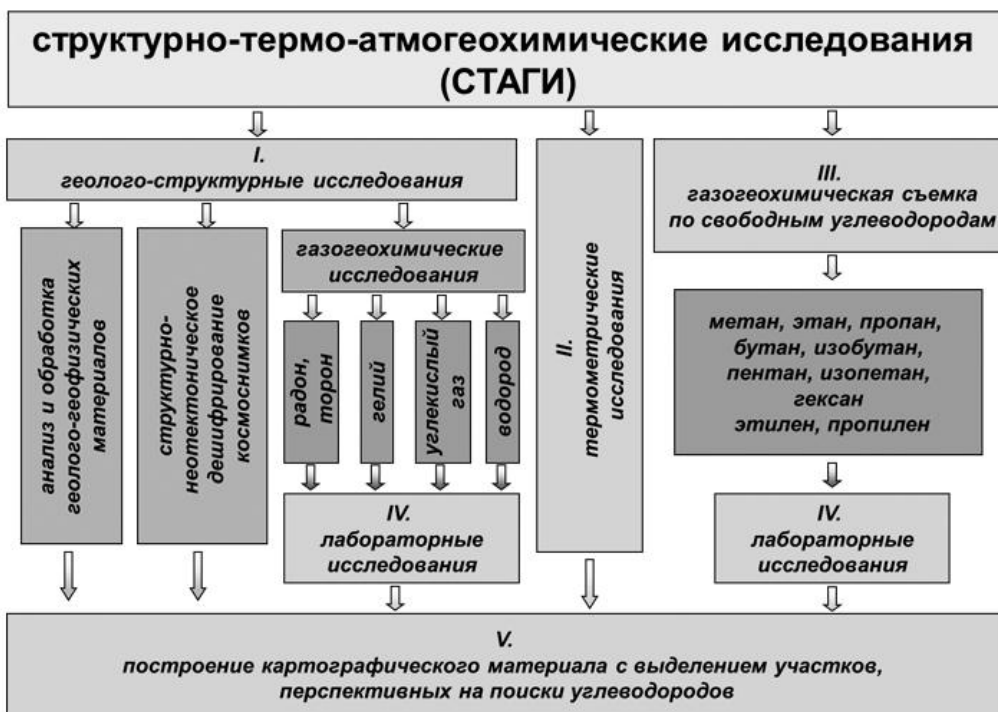 структурно-термо-атмогеохимические исследования
(СТАГИ)
I.
геолого-структурные исследования
анализ и обработка
геолого-геофизических
материалов
структурно-
неотектоническое
дешифрирование
космоснимков
газогеохимические
исследования
радон,
торон
гелий
углекислый
газ
водород
IV.
лабораторные
исследования
II.
термометрические
исследования
III.
газогеохимическая съемка
по свободным углеводородам
метан, этан, пропан,
бутан, изобутан,
пентан, изопетан,
гексан
этилен, пропилен
IV.
лабораторные
исследования
V.
построение картографического материала с выделением участков,
перспективных на поиски углеводородов